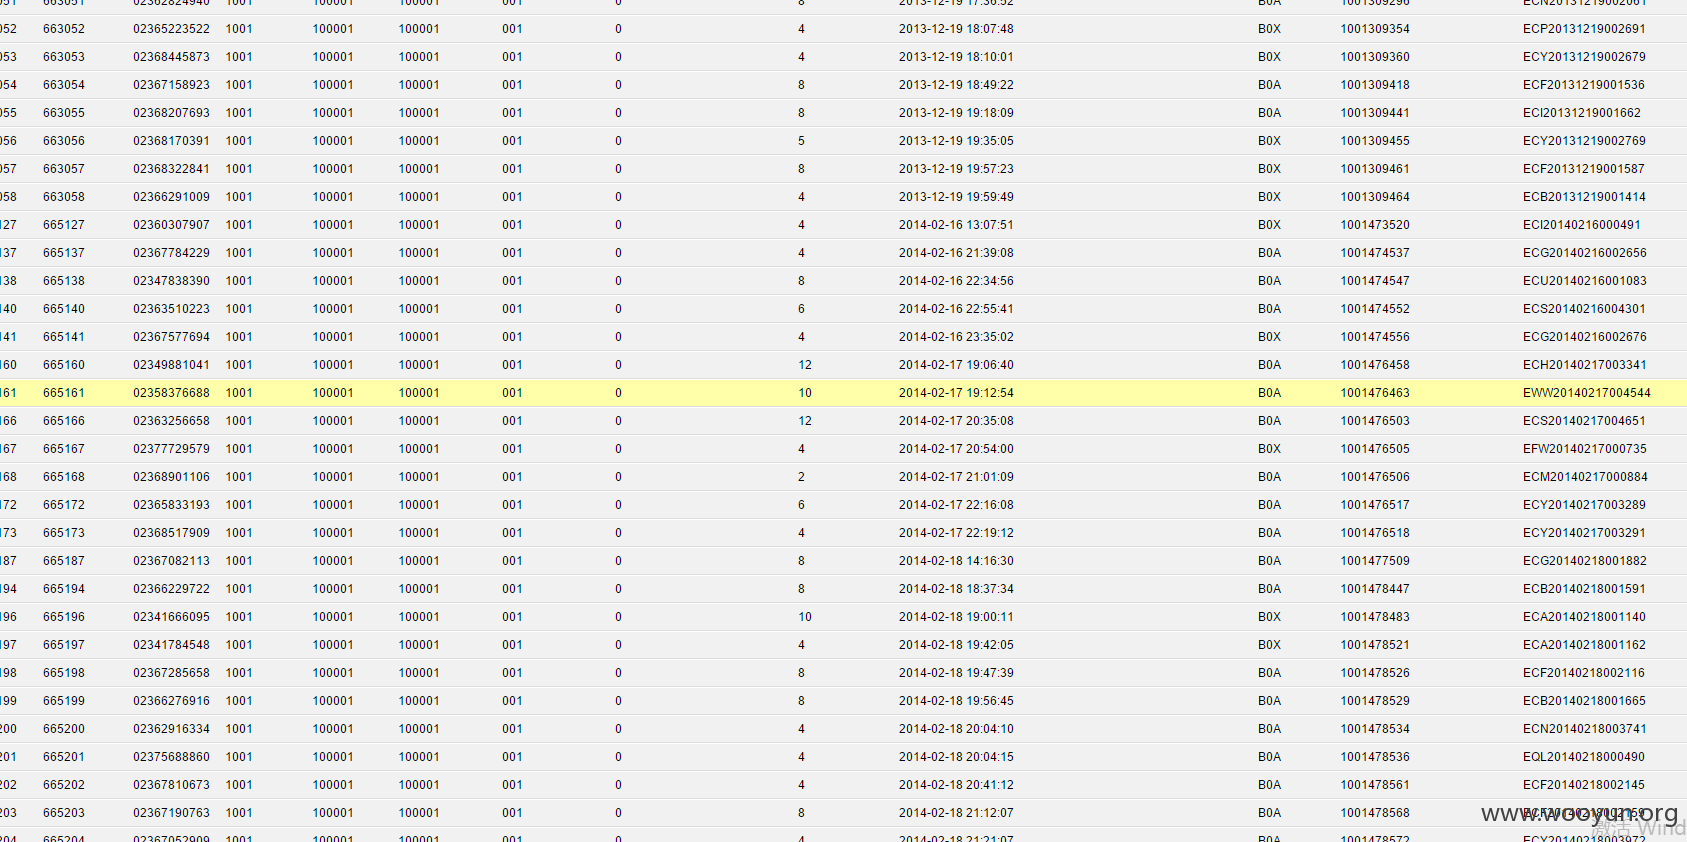 051 663051 02362824940 1001 100001 100001 001 0 8 2013-12-19 17:36:52 B0A 1001309296 ECN20131219002061
052 663052 02365223522 1001 100001 100001 001 0 4 2013-12-19 18:07:48 B0X 1001309354 ECP20131219002691
053 663053 02368445873 1001 100001 100001 001 0 4 2013-12-19 18:10:01 B0X 1001309360 ECY20131219002679
054 663054 02367158923 1001 100001 100001 001 0 8 2013-12-19 18:49:22 B0A 1001309418 ECF20131219001536
055 663055 02368207693 1001 100001 100001 001 0 8 2013-12-19 19:18:09 B0A 1001309441 ECI20131219001662
056 663056 02368170391 1001 100001 100001 001 0 5 2013-12-19 19:35:05 B0X 1001309455 ECY20131219002769
057 663057 02368322841 1001 100001 100001 001 0 8 2013-12-19 19:57:23 B0X 1001309461 ECF20131219001587
058 663058 02366291009 1001 100001 100001 001 0 4 2013-12-19 19:59:49 B0X 1001309464 ECB20131219001414
127 665127 02360307907 1001 100001 100001 001 0 4 2014-02-16 13:07:51 B0X 1001473520 ECI20140216000491
137 665137 02367784229 1001 100001 100001 001 0 4 2014-02-16 21:39:08 B0A 1001474537 ECG20140216002656
138 665138 02347838390 1001 100001 100001 001 0 8 2014-02-16 22:34:56 B0A 1001474547 ECU20140216001083
140 665140 02363510223 1001 100001 100001 001 0 6 2014-02-16 22:55:41 B0A 1001474552 ECS20140216004301
141 665141 02367577694 1001 100001 100001 001 0 4 2014-02-16 23:35:02 B0X 1001474556 ECG20140216002676
160 665160 02349881041 1001 100001 100001 001 0 12 2014-02-17 19:06:40 B0A 1001476458 ECH20140217003341
161 665161 02358376688 1001 100001 100001 001 0 10 2014-02-17 19:12:54 B0A 1001476463 EWW20140217004544
166 665166 02363256658 1001 100001 100001 001 0 12 2014-02-17 20:35:08 B0A 1001476503 ECS20140217004651
167 665167 02377729579 1001 100001 100001 001 0 4 2014-02-17 20:54:00 B0X 1001476505 EFW20140217000735
168 665168 02368901106 1001 100001 100001 001 0 2 2014-02-17 21:01:09 B0A 1001476506 ECM20140217000884
172 665172 02365833193 1001 100001 100001 001 0 6 2014-02-17 22:16:08 B0A 1001476517 ECY20140217003289
173 665173 02368517909 1001 100001 100001 001 0 4 2014-02-17 22:19:12 B0A 1001476518 ECY20140217003291
187 665187 02367082113 1001 100001 100001 001 0 8 2014-02-18 14:16:30 B0A 1001477509 ECG20140218001882
194 665194 02366229722 1001 100001 100001 001 0 8 2014-02-18 18:37:34 B0A 1001478447 ECB20140218001591
196 665196 02341666095 1001 100001 100001 001 0 10 2014-02-18 19:00:11 B0X 1001478483 ECA20140218001140
197 665197 02341784548 1001 100001 100001 001 0 4 2014-02-18 19:42:05 B0X 1001478521 ECA20140218001162
198 665198 02367285658 1001 100001 100001 001 0 8 2014-02-18 19:47:39 B0A 1001478526 ECF20140218002116
199 665199 02366276916 1001 100001 100001 001 0 8 2014-02-18 19:56:45 B0A 1001478529 ECB20140218001665
200 665200 02362916334 1001 100001 100001 001 0 4 2014-02-18 20:04:10 B0A 1001478534 ECN20140218003741
201 665201 02375688860 1001 100001 100001 001 0 4 2014-02-18 20:04:15 B0A 1001478536 EQL20140218000490
202 665202 02367810673 1001 100001 100001 001 0 4 2014-02-18 20:41:12 B0A 1001478561 ECF20140218002145
203 665203 02367190763 1001 100001 100001 001 0 8 2014-02-18 21:12:07 B0A 1001478568 ECF20140218002159
www.wooyun.org
204 665204 02367052909 1001 100001 100001 001 0 4 2014-02-18 21:21:07 B0A 1001478572 ECY20140218003972
激活 Wind